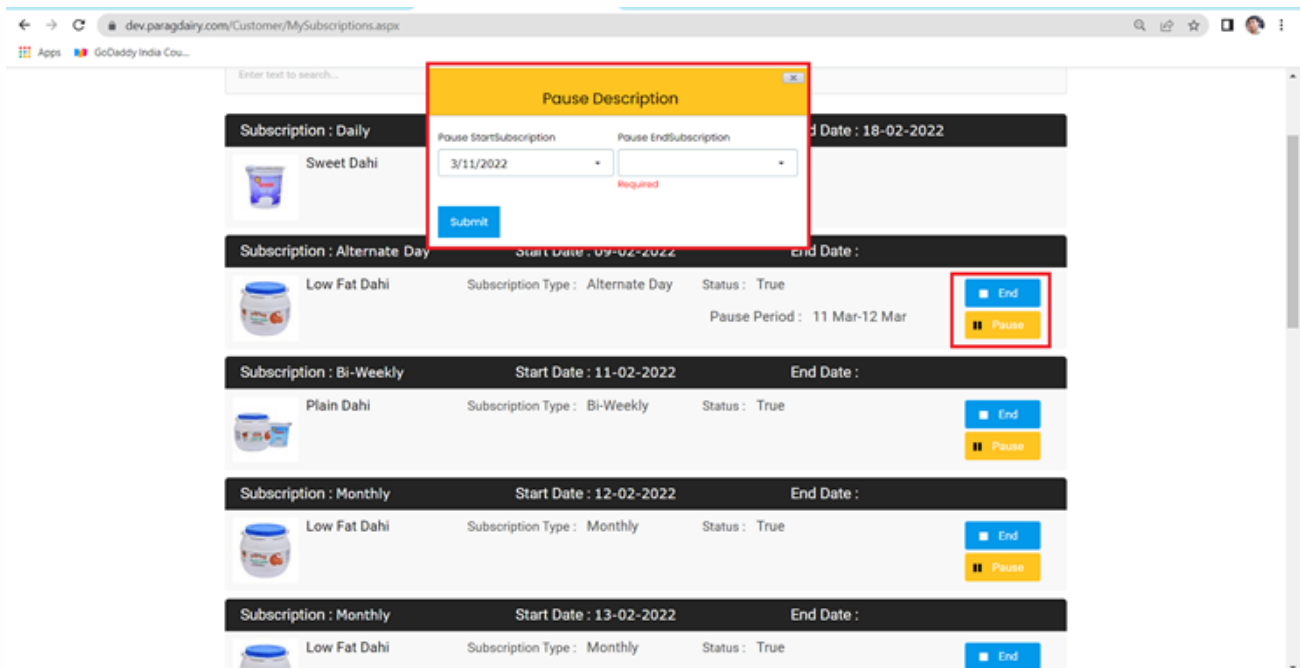 dev.paragdairy.com/Customer/MySubscriptions.aspx
Apps GoDaddy India Cou...
Enter text to search...
Pause Description
Pause StartSubscription Pause EndSubscription
3/11/2022
Required
Submit
Subscription : Daily d Date : 18-02-2022
Sweet Dahi
Subscription : Alternate Day Start Date : 09-02-2022 End Date :
Low Fat Dahi Subscription Type : Alternate Day Status : True End
Pause Period : 11 Mar-12 Mar Pause
Subscription : Bi-Weekly Start Date : 11-02-2022 End Date :
Plain Dahi Subscription Type : Bi-Weekly Status : True End
Pause
Subscription : Monthly Start Date : 12-02-2022 End Date :
Low Fat Dahi Subscription Type : Monthly Status : True End
Pause
Subscription : Monthly Start Date : 13-02-2022 End Date :
Low Fat Dahi Subscription Type : Monthly Status : True End